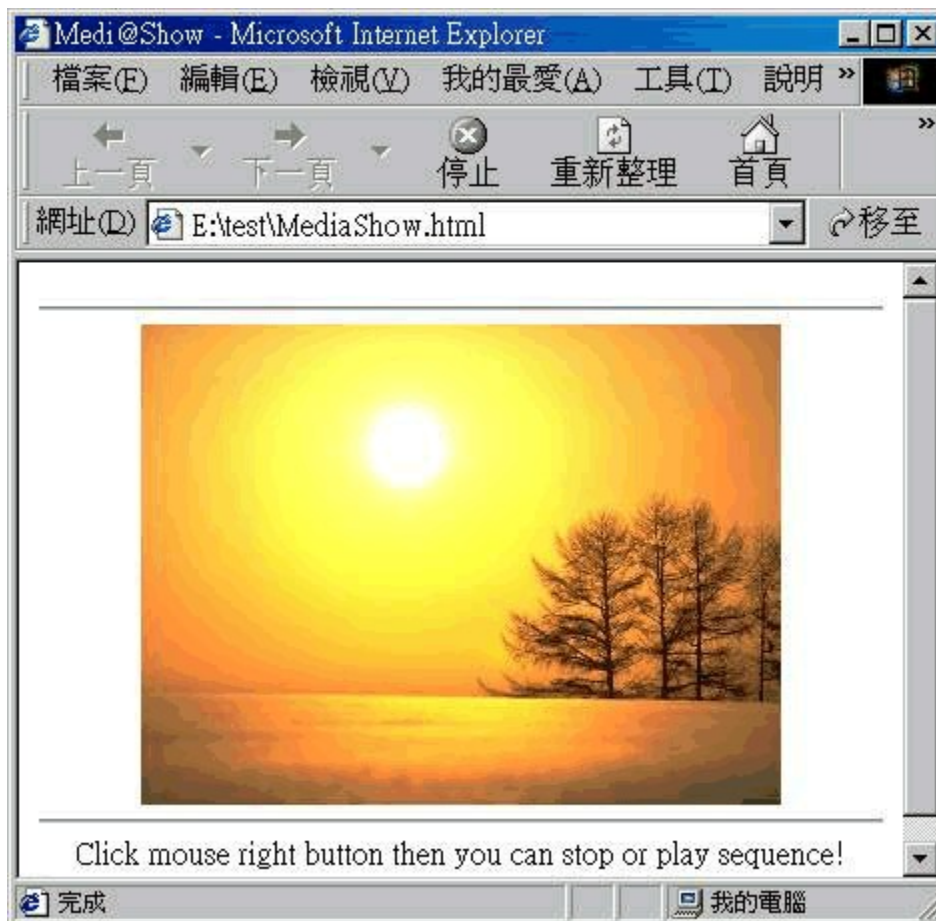 Medi@Show - Microsoft Internet Explorer
檔案(F) 編輯(E) 檢視(V) 我的最愛(A) 工具(T) 說明 »
上一頁 下一頁 停止 重新整理 首頁 »
網址(D) E:\test\MediaShow.html 移至
Click mouse right button then you can stop or play sequence!
完成 我的電腦